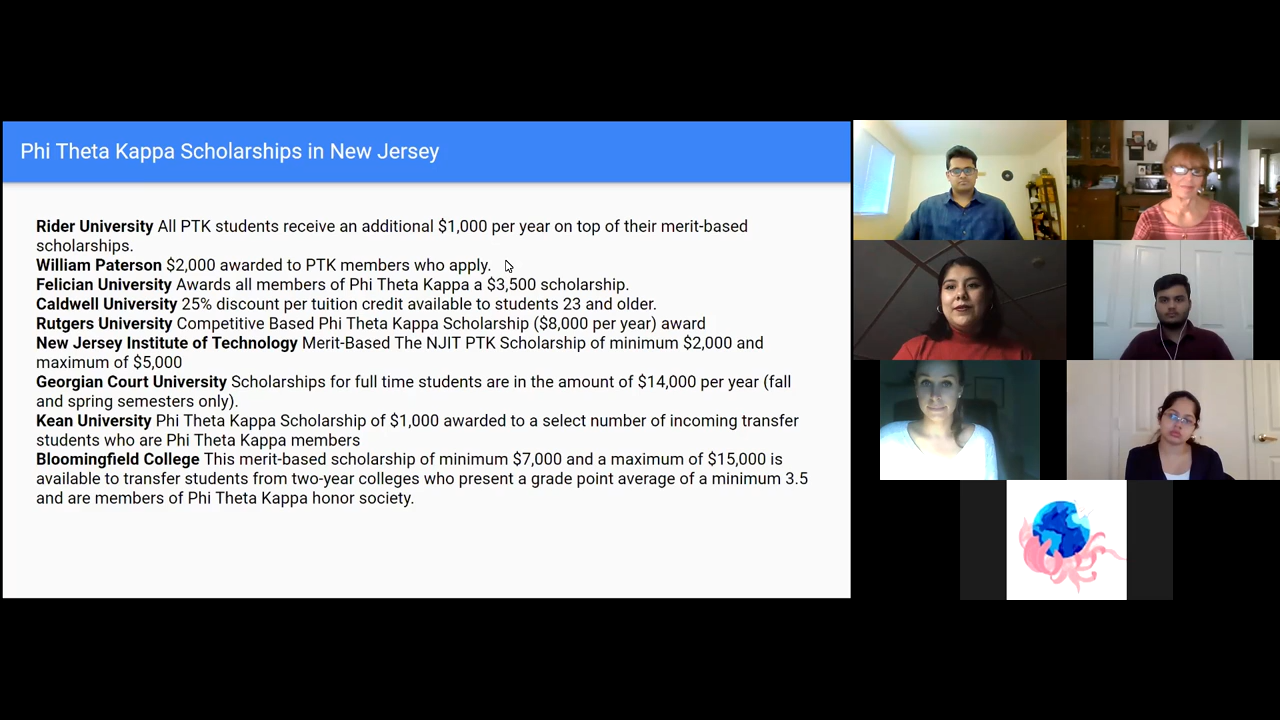 Phi Theta Kappa Scholarships in New Jersey
Rider University All PTK students receive an additional $1,000 per year on top of their merit-based
scholarships.
William Paterson $2,000 awarded to PTK members who apply.
Felician University Awards all members of Phi Theta Kappa a $3,500 scholarship.
Caldwell University 25% discount per tuition credit available to students 23 and older.
Rutgers University Competitive Based Phi Theta Kappa Scholarship ($8,000 per year) award
New Jersey Institute of Technology Merit-Based The NJIT PTK Scholarship of minimum $2,000 and
maximum of $5,000
Georgian Court University Scholarships for full time students are in the amount of $14,000 per year (fall
and spring semesters only).
Kean University Phi Theta Kappa Scholarship of $1,000 awarded to a select number of incoming transfer
students who are Phi Theta Kappa members
Bloomingfield College This merit-based scholarship of minimum $7,000 and a maximum of $15,000 is
available to transfer students from two-year colleges who present a grade point average of a minimum 3.5
and are members of Phi Theta Kappa honor society.